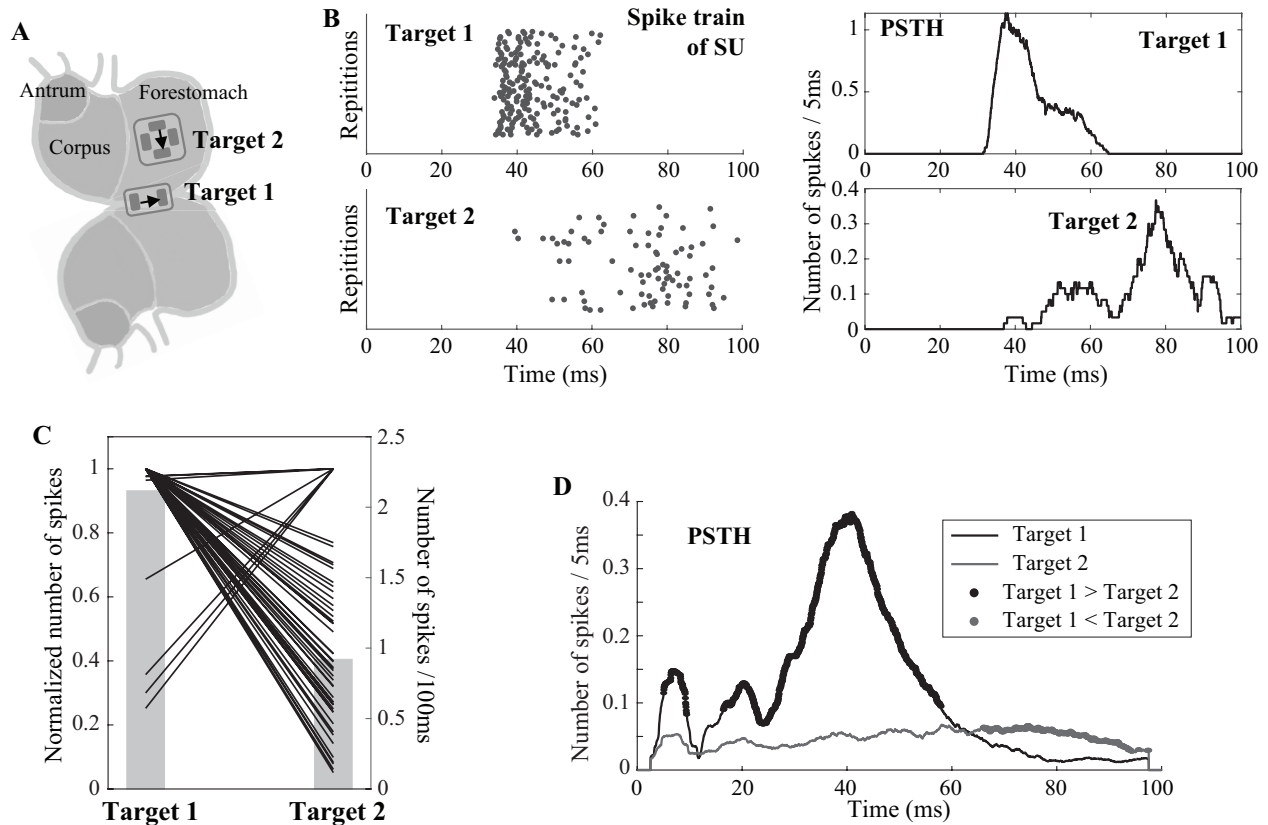 A
Antrum
Forestomach
Corpus
Target 2
Target 1
B
Target 1
Spike train
of SU
Repititions
0 20 40 60 80 100
Target 2
Repititions
0 20 40 60 80 100
Time (ms)
PSTH
Target 1
1
0.5
0
0 20 40 60 80 100
Number of spukes / 5ms
Target 2
0.4
0.3
0.2
0.1
0
0 20 40 60 80 100
Time (ms)
C
Normalized number of spikes
1
0.8
0.6
0.4
0.2
0
2.5
2
1.5
1
0.5
0
Number of spikes /100ms
Target 1 Target 2
D
PSTH
Number of spikes / 5ms
0.4
0.3
0.2
0.1
0
0 20 40 60 80 100
Time (ms)
Target 1
Target 2
Target 1 > Target 2
Target 1 < Target 2